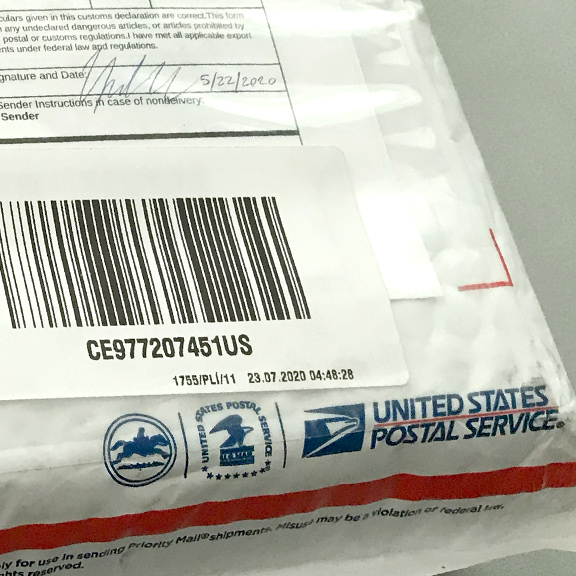 culars given in this customs declaration are correct.This form
any undeclared dangerous articles, or articles prohibited by
postal or customs regulations.I have met all applicable export
nts under federal law and regulations.
gnature and Date: 5/22/2020
Sender Instructions in case of nondelivery:
Sender
CE977207451US
1755/PLI/11 23.07.2020 04:48:28
UNITED STATES POSTAL SERVICE
U.S.MAIL
UNITED STATES
POSTAL SERVICE®
ly for use in sending Priority Mail® shipments. Misuse may be a violation of federal law.
hts reserved.